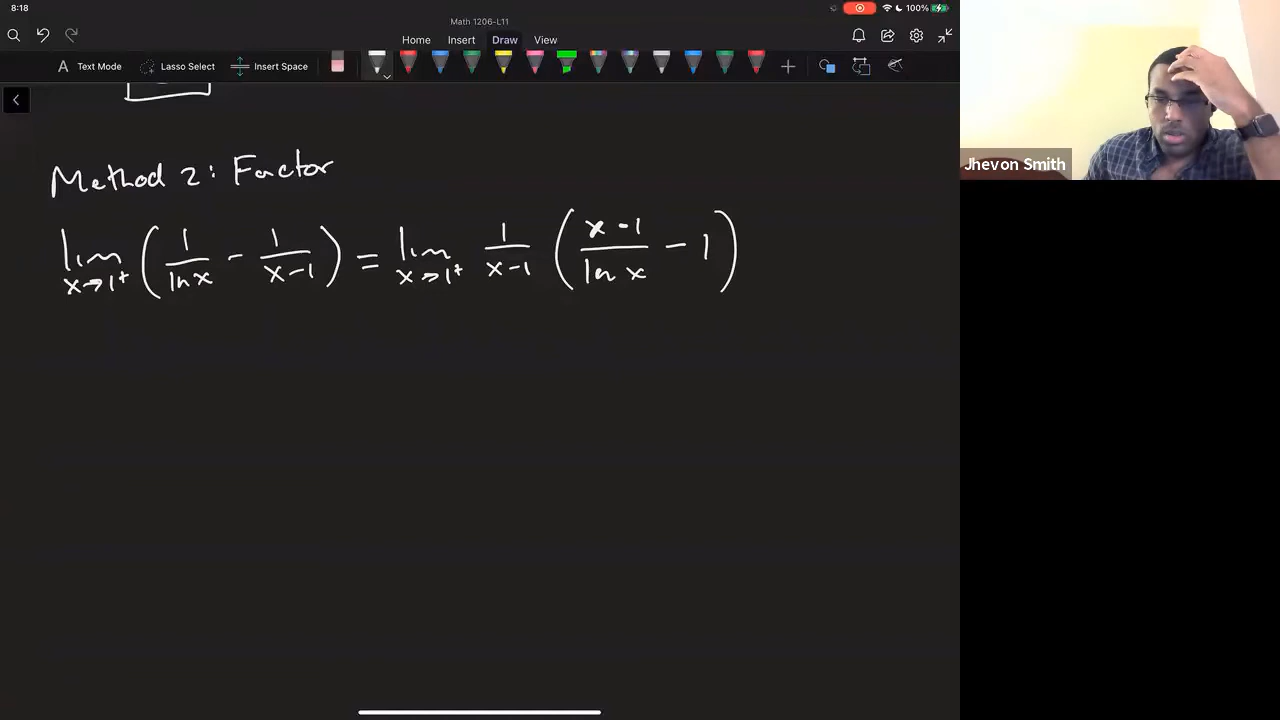 8:18
100%
Math 1206-L11
Home Insert Draw View
Text Mode Lasso Select Insert Space
Jhevon Smith
Method 2: Factor
lim x→1⁺ (1/ln x - 1/x-1) = lim x→1⁺ 1/x-1 (x-1/ln x - 1)